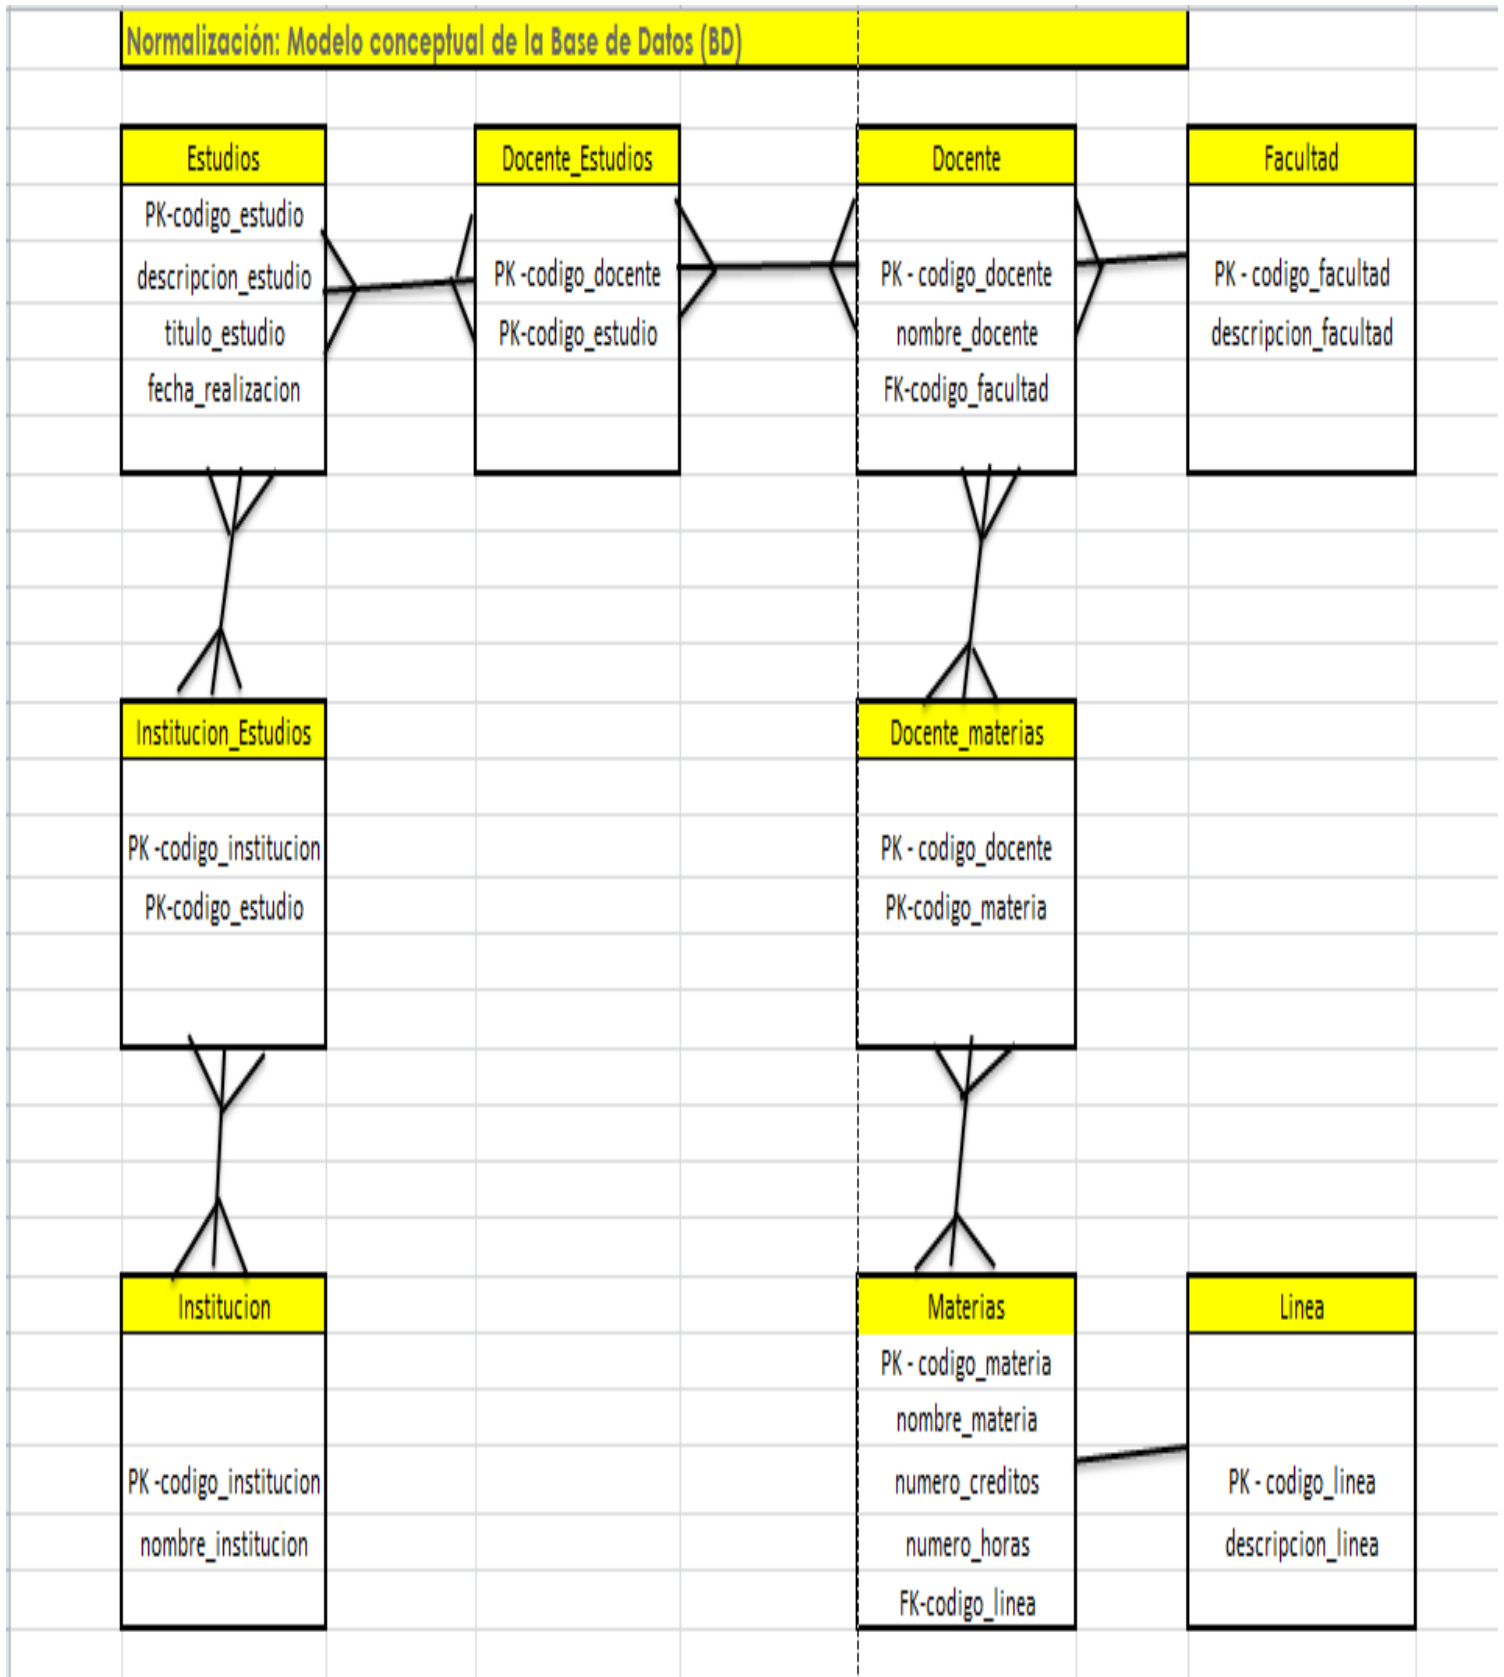 Normalización: Modelo conceptual de la Base de Datos (BD)
Estudios
PK-codigo_estudio
descripcion_estudio
titulo_estudio
fecha_realizacion
Docente_Estudios
PK -codigo_docente
PK-codigo_estudio
Docente
PK - codigo_docente
nombre_docente
FK-codigo_facultad
Facultad
PK - codigo_facultad
descripcion_facultad
Institucion_Estudios
PK -codigo_institucion
PK-codigo_estudio
Docente_materias
PK - codigo_docente
PK-codigo_materia
Institucion
PK -codigo_institucion
nombre_institucion
Materias
PK - codigo_materia
nombre_materia
numero_creditos
numero_horas
FK-codigo_linea
Linea
PK - codigo_linea
descripcion_linea